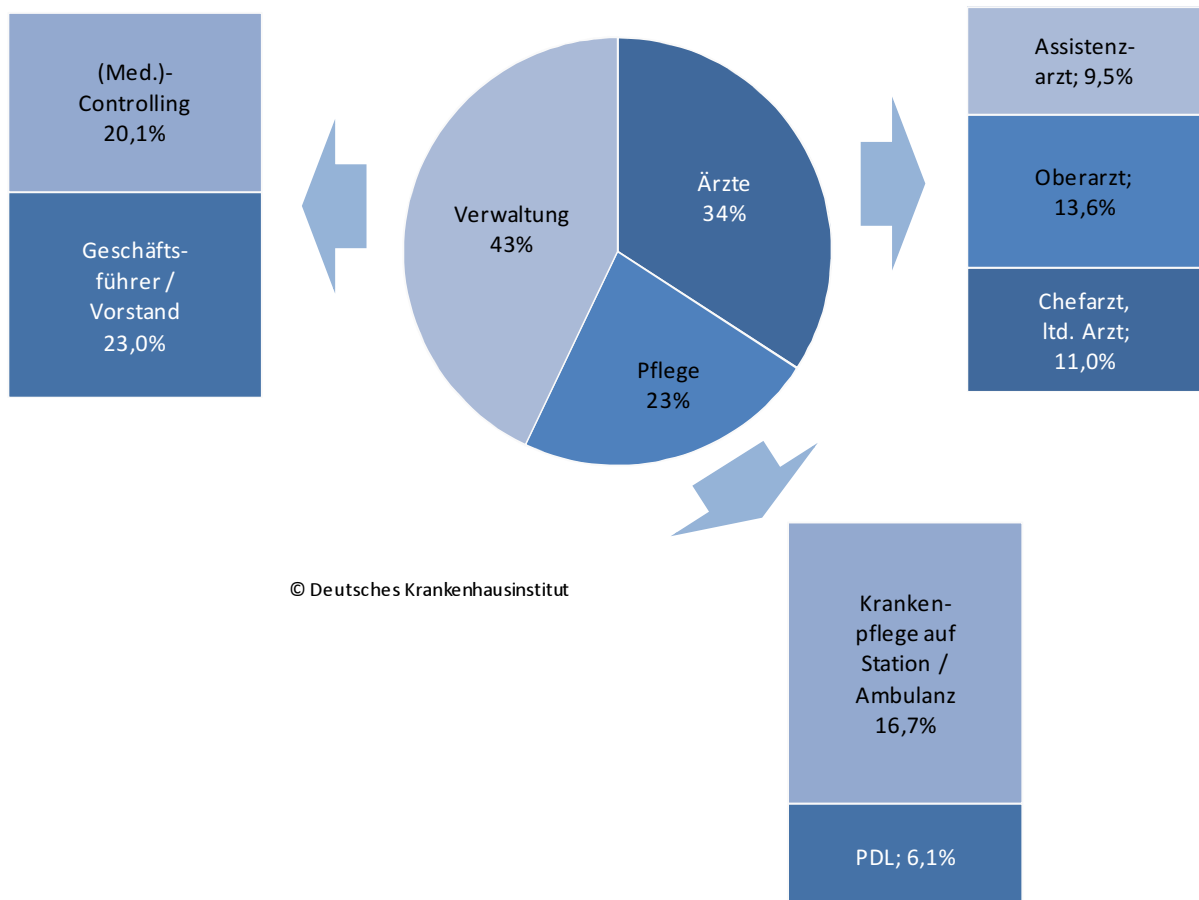 (Med.)-
Controlling
20,1%
Geschäfts-
führer /
Vorstand
23,0%
Verwaltung
43%
Ärzte
34%
Pflege
23%
Assistenz-
arzt; 9,5%
Oberarzt;
13,6%
Chefarzt,
ltd. Arzt;
11,0%
© Deutsches Krankenhausinstitut
Kranken-
pflege auf
Station /
Ambulanz
16,7%
PDL; 6,1%